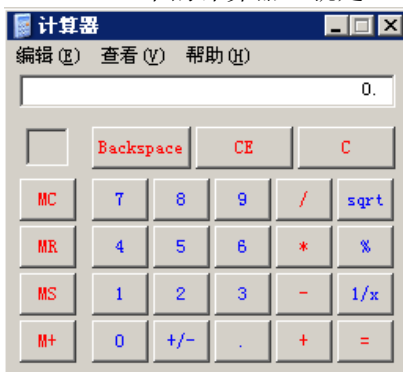 计算器
编辑(E) 查看(V) 帮助(H)
0.
Backspace CE C
MC 7 8 9 / sqrt
MR 4 5 6 * %
MS 1 2 3 - 1/x
M+ 0 +/- . + =